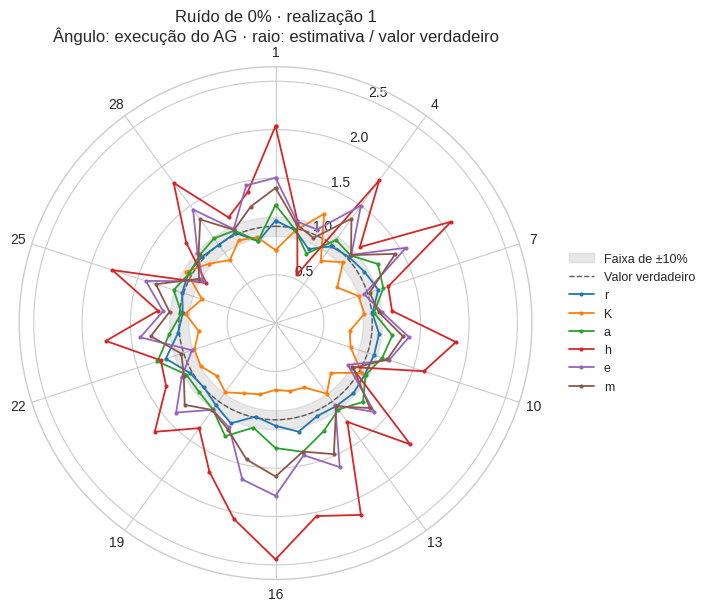 Ruído de 0% · realização 1
Ângulo: execução do AG · raio: estimativa / valor verdadeiro
1
28
4
2.5
2.0
1.5
1.0
0.5
25
7
22
10
19
13
16
Faixa de ±10%
Valor verdadeiro
r
K
a
h
e
m